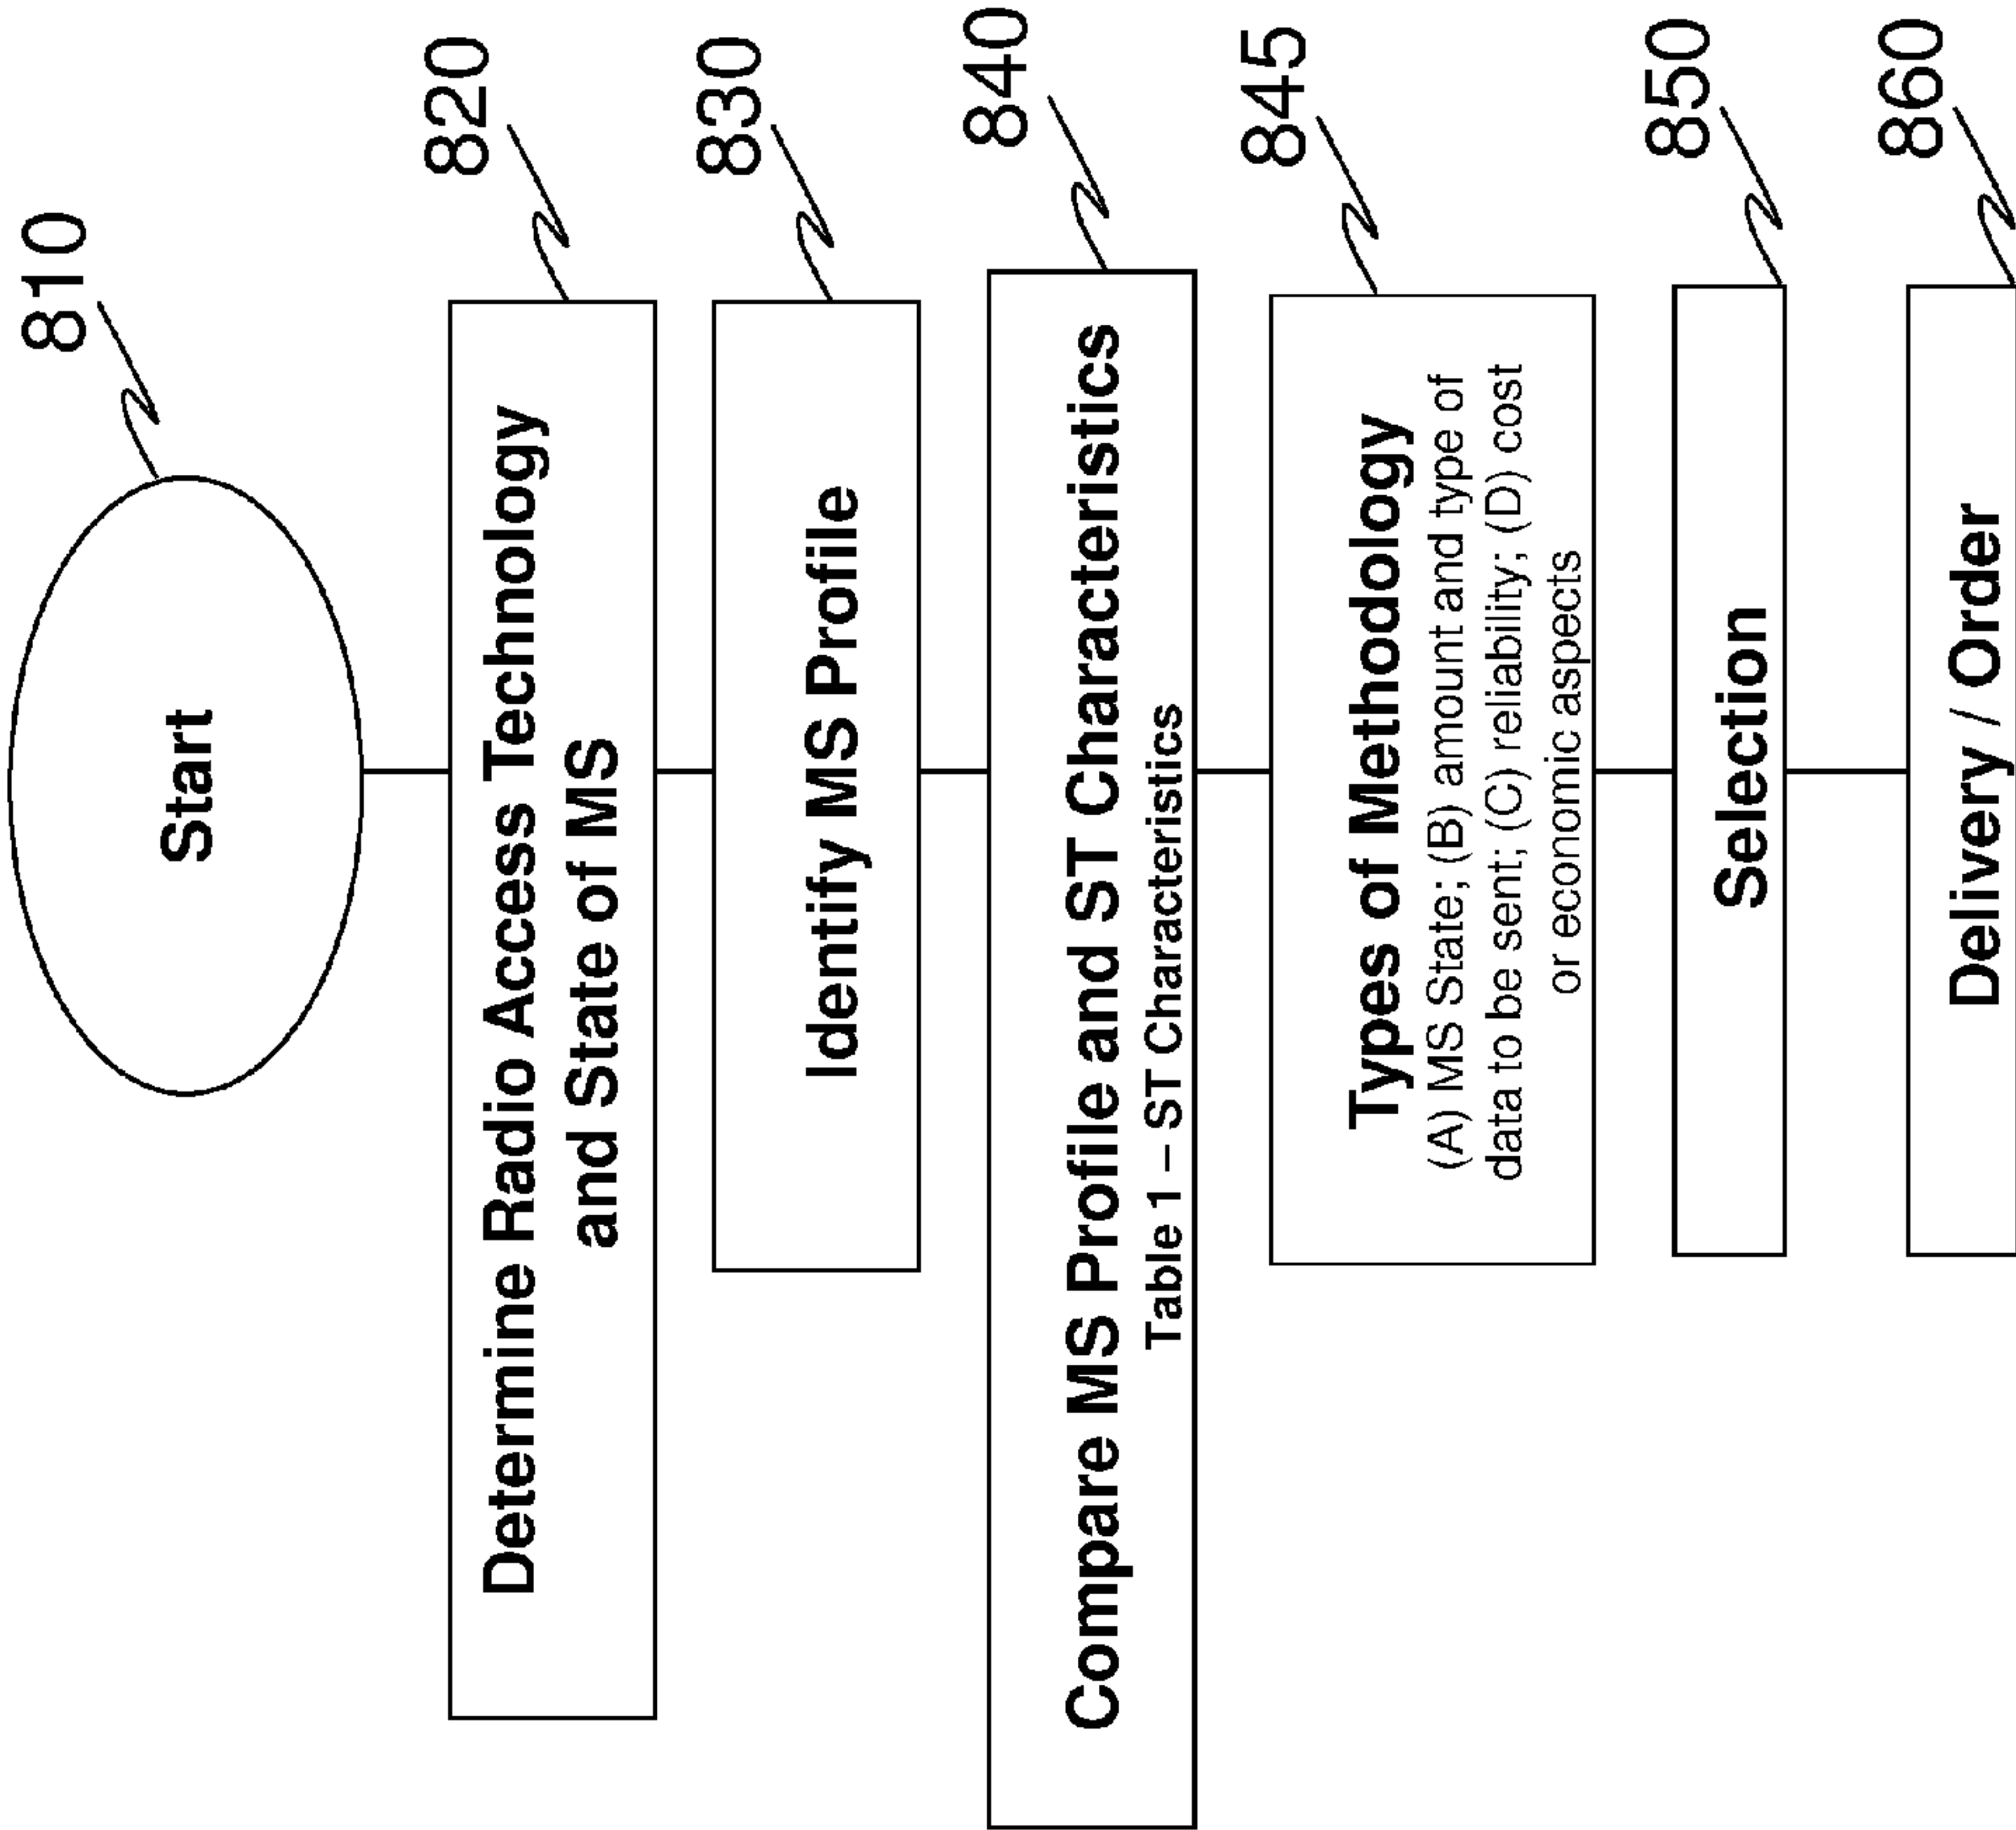 810
Start
820
Determine Radio Access Technology
and State of MS
830
Identify MS Profile
840
Compare MS Profile and ST Characteristics
Table 1 – ST Characteristics
845
Types of Methodology
(A) MS State; (B) amount and type of
data to be sent; (C) reliability; (D) cost
or economic aspects
850
Selection
860
Delivery / Order